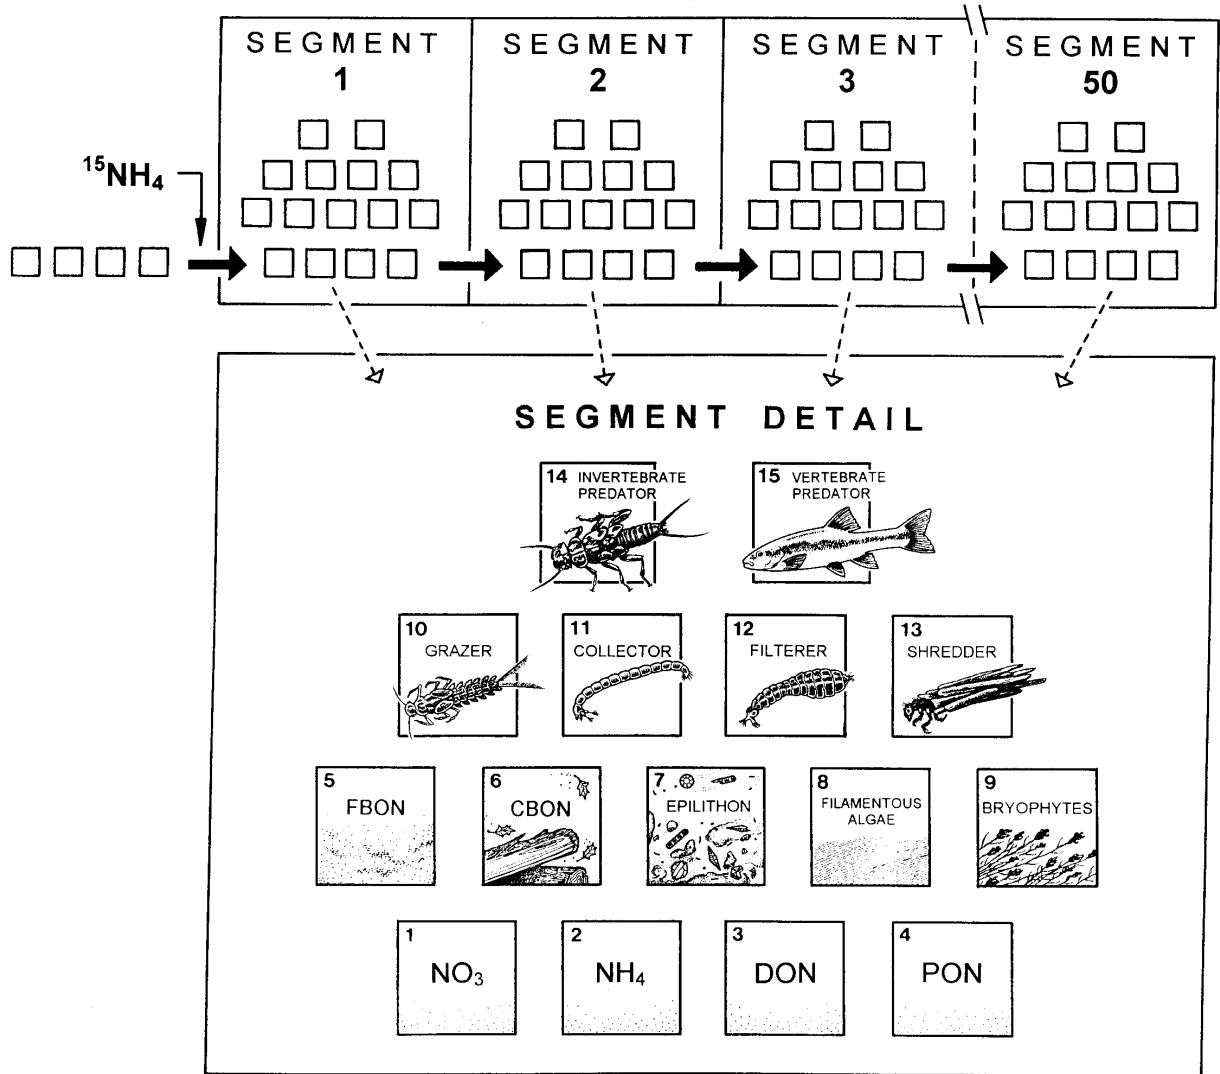 SEGMENT SEGMENT SEGMENT SEGMENT
1 2 3 50
¹⁵NH₄
SEGMENT DETAIL
14 INVERTEBRATE
PREDATOR
15 VERTEBRATE
PREDATOR
10
GRAZER
11
COLLECTOR
12
FILTERER
13
SHREDDER
5
FBON
6
CBON
7
EPILITHON
8
FILAMENTOUS
ALGAE
9
BRYOPHYTES
1
NO₃
2
NH₄
3
DON
4
PON